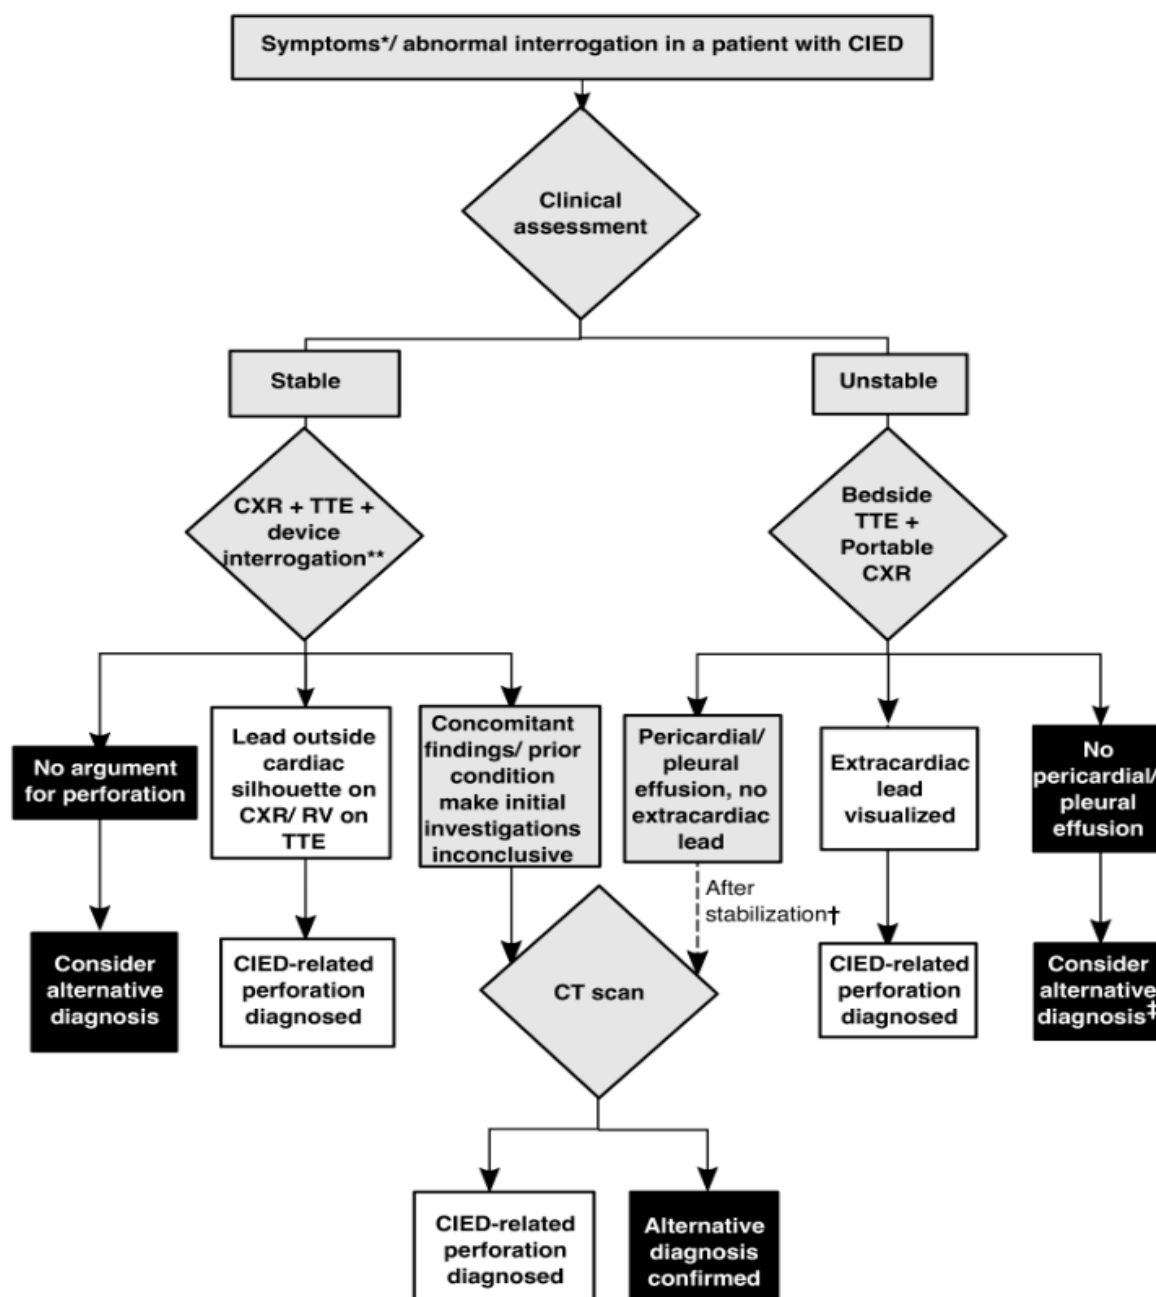 Symptoms*/ abnormal interrogation in a patient with CIED
Clinical
assessment
Stable
Unstable
CXR + TTE +
device
interrogation**
Bedside
TTE +
Portable
CXR
No argument
for perforation
Lead outside
cardiac
silhouette on
CXR/ RV on
TTE
Concomitant
findings/ prior
condition
make initial
investigations
inconclusive
Pericardial/
pleural
effusion, no
extracardiac
lead
Extracardiac
lead
visualized
No
pericardial/
pleural
effusion
After
stabilization†
Consider
alternative
diagnosis
CIED-related
perforation
diagnosed
CT scan
CIED-related
perforation
diagnosed
Consider
alternative
diagnosis‡
CIED-related
perforation
diagnosed
Alternative
diagnosis
confirmed